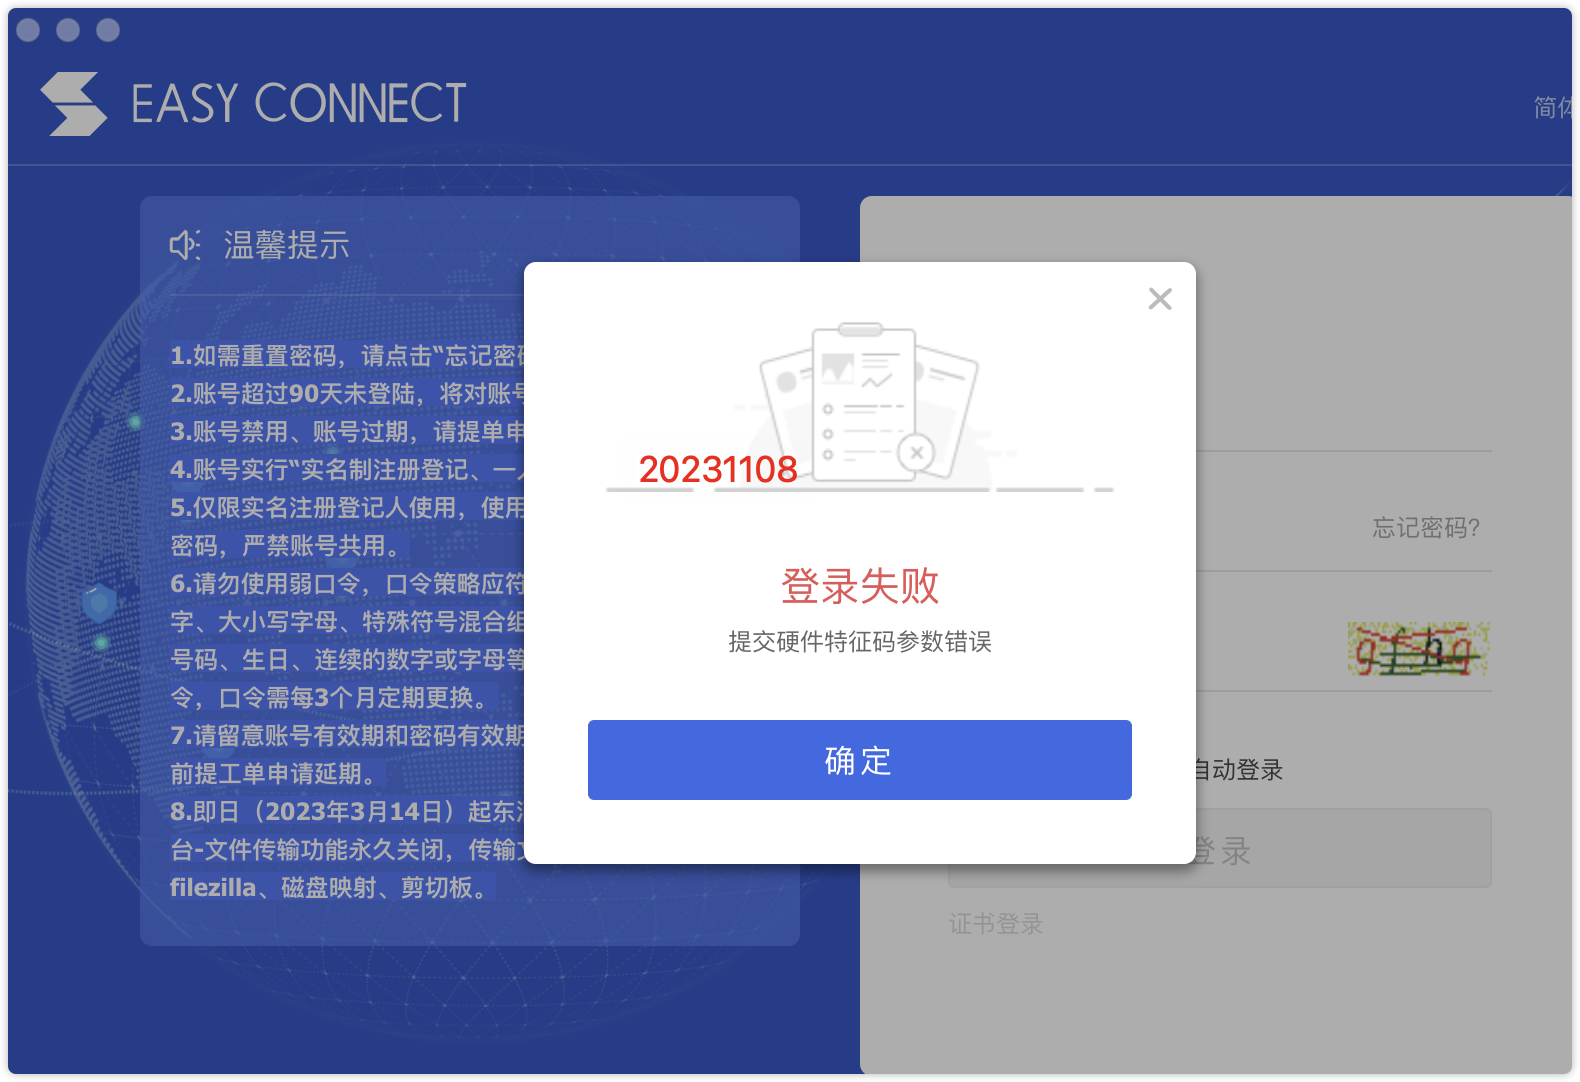 EASY CONNECT
简体
温馨提示
1.如需重置密码，请点击“忘记密码
2.账号超过90天未登陆，将对账号
3.账号禁用、账号过期，请提单申
4.账号实行“实名制注册登记、一人
5.仅限实名注册登记人使用，使用
密码，严禁账号共用。
6.请勿使用弱口令，口令策略应符
字、大小写字母、特殊符号混合组
号码、生日、连续的数字或字母等
令，口令需每3个月定期更换。
7.请留意账号有效期和密码有效期
前提工单申请延期。
8.即日（2023年3月14日）起东
台-文件传输功能永久关闭，传输文
filezilla、磁盘映射、剪切板。
20231108
登录失败
提交硬件特征码参数错误
确定
忘记密码?
自动登录
登录
证书登录